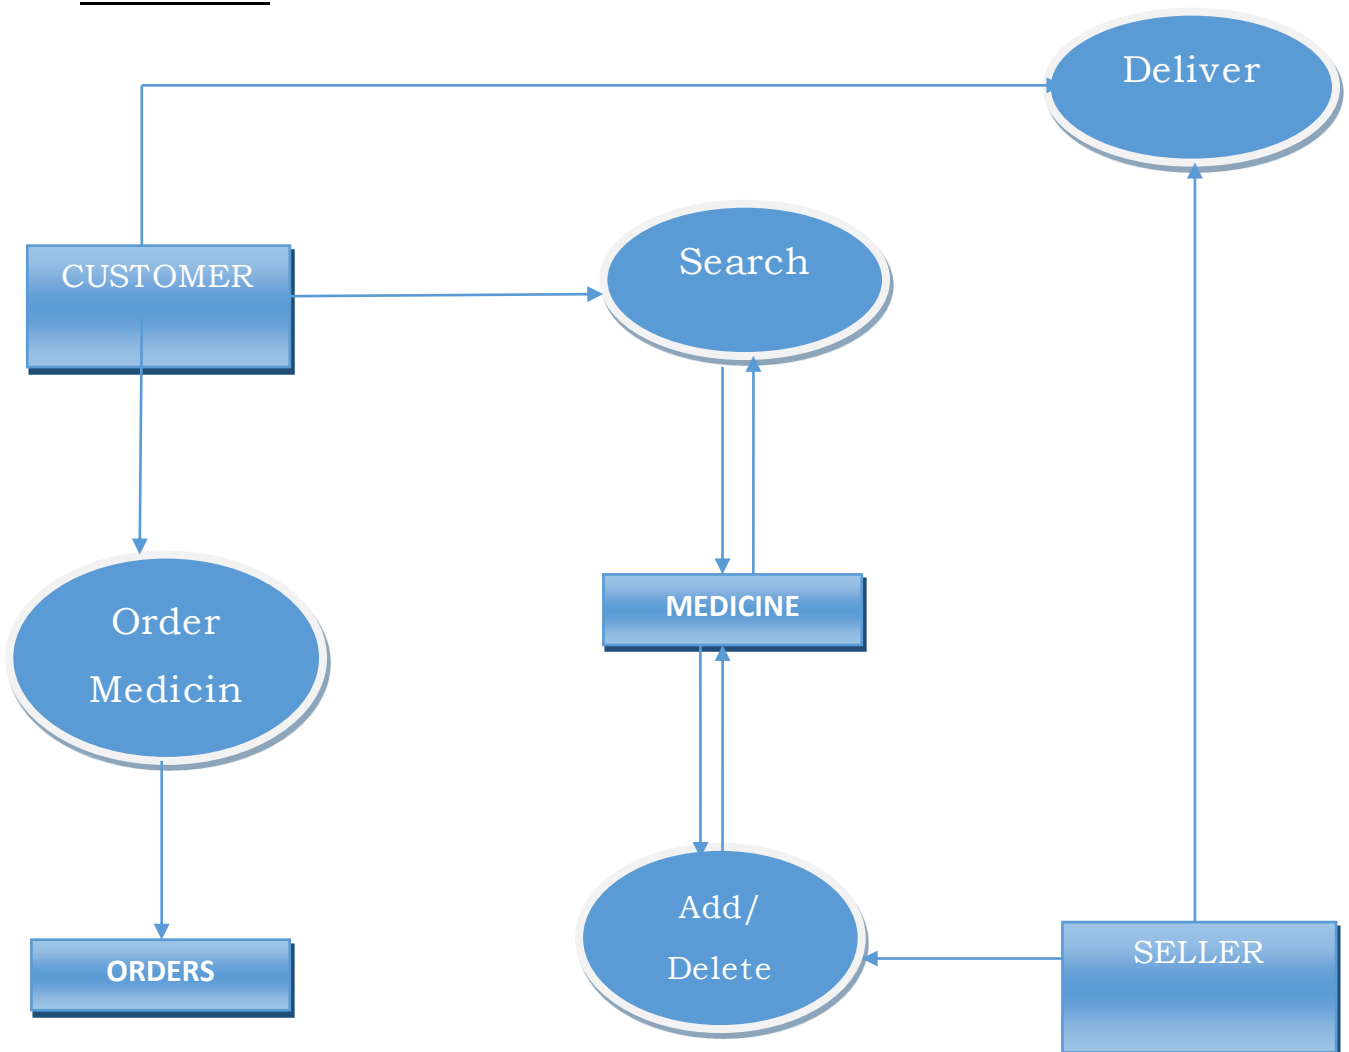 Deliver
CUSTOMER
Search
MEDICINE
Order
Medicin
Add/
Delete
SELLER
ORDERS